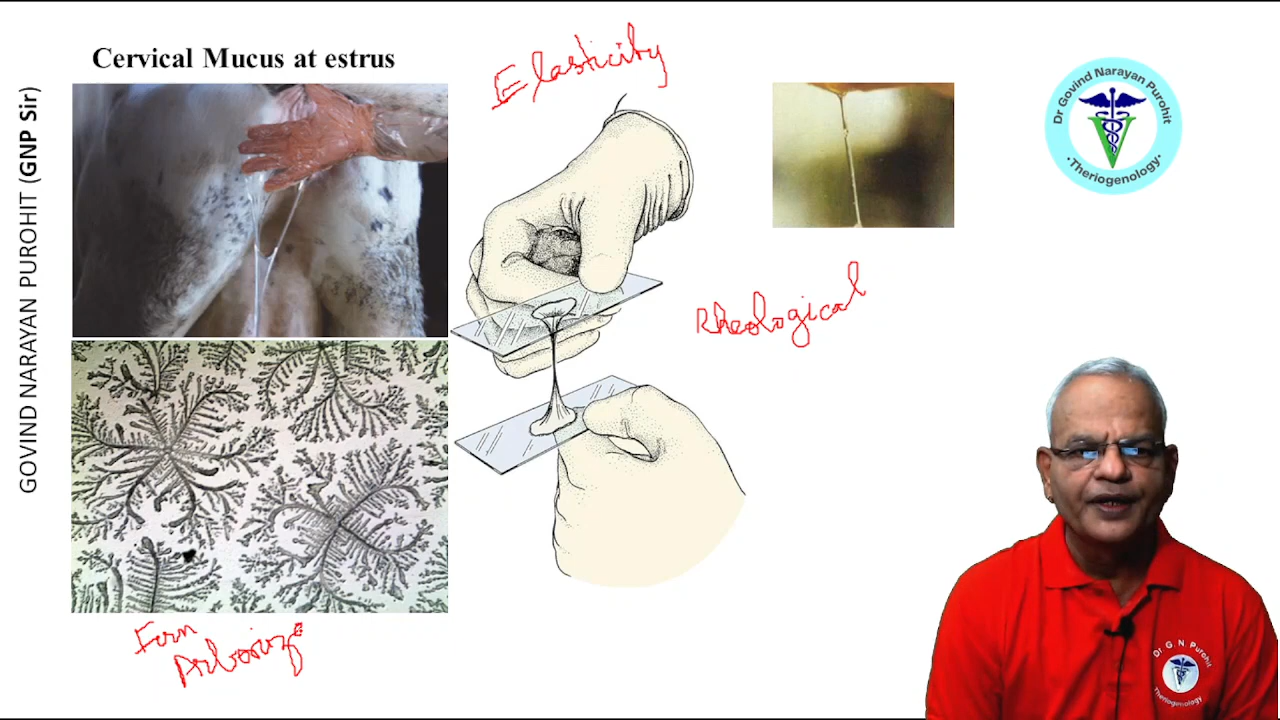 Cervical Mucus at estrus
GOVIND NARAYAN PUROHIT (GNP Sir)
Elasticity
Dr Govind Narayan Purohit
·Theriogenology·
Rheological
Fern
Arborize
Dr G N Purohit
Theriogenology